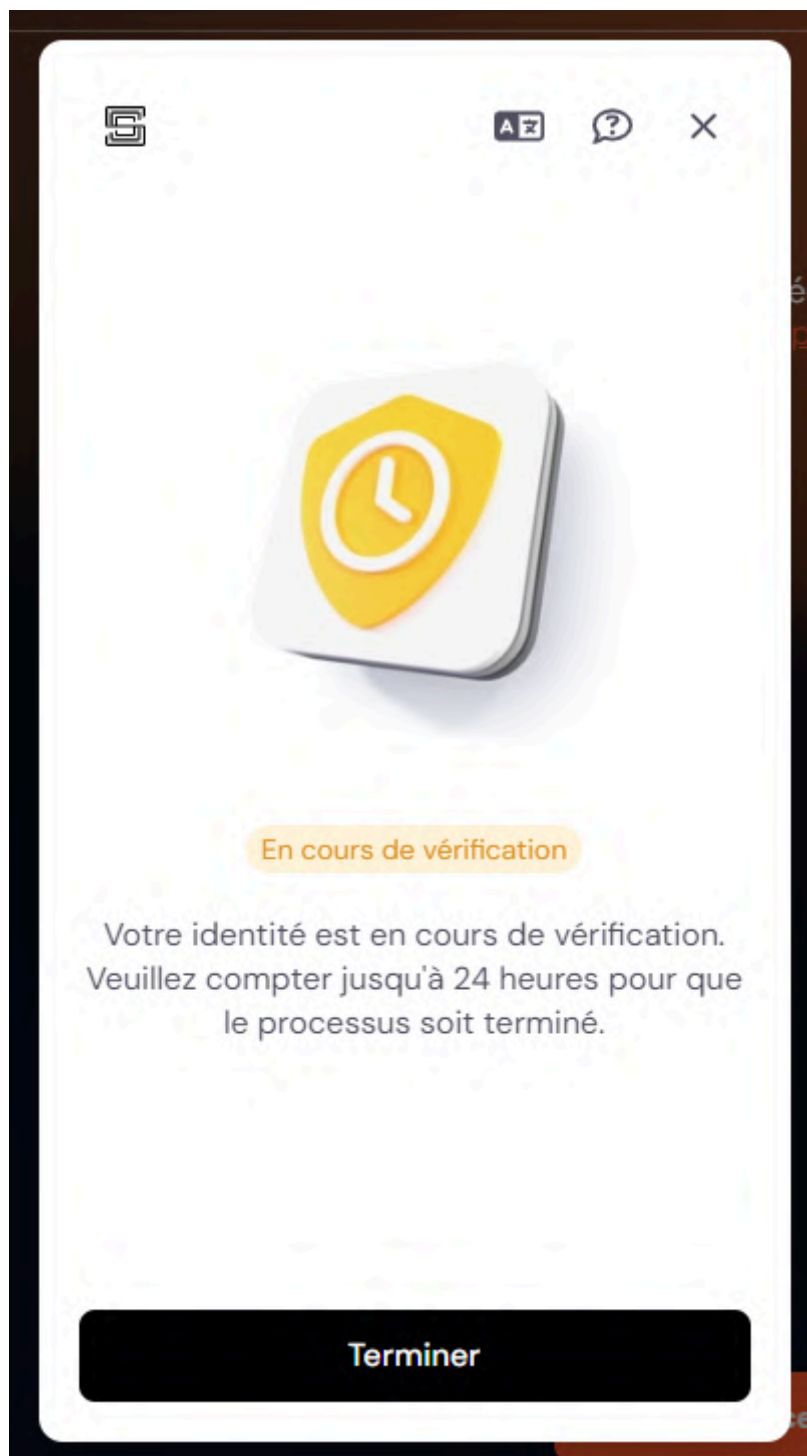 En cours de vérification
Votre identité est en cours de vérification.
Veuillez compter jusqu'à 24 heures pour que
le processus soit terminé.
Terminer